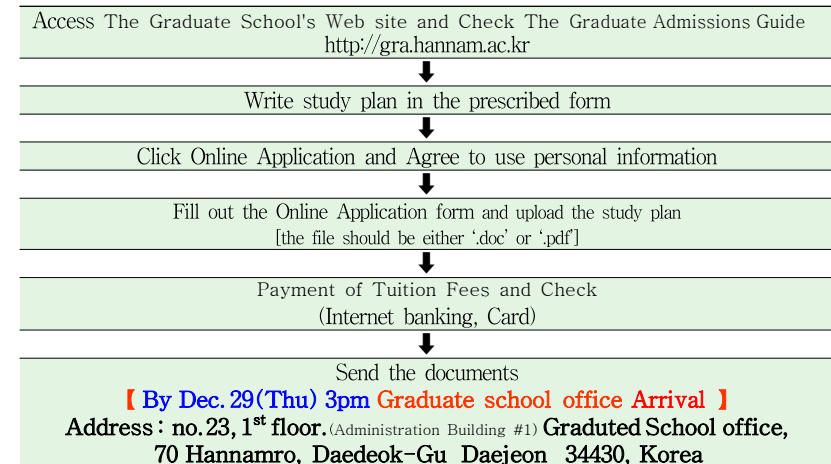 Access The Graduate School's Web site and Check The Graduate Admissions Guide
http://gra.hannam.ac.kr
Write study plan in the prescribed form
Click Online Application and Agree to use personal information
Fill out the Online Application form and upload the study plan
[the file should be either ‘.doc’ or ‘.pdf’]
Payment of Tuition Fees and Check
(Internet banking, Card)
Send the documents
【 By Dec. 29(Thu) 3pm Graduate school office Arrival 】
Address : no.23, 1st floor.(Administration Building #1) Graduted School office,
70 Hannamro, Daedeok-Gu Daejeon 34430, Korea